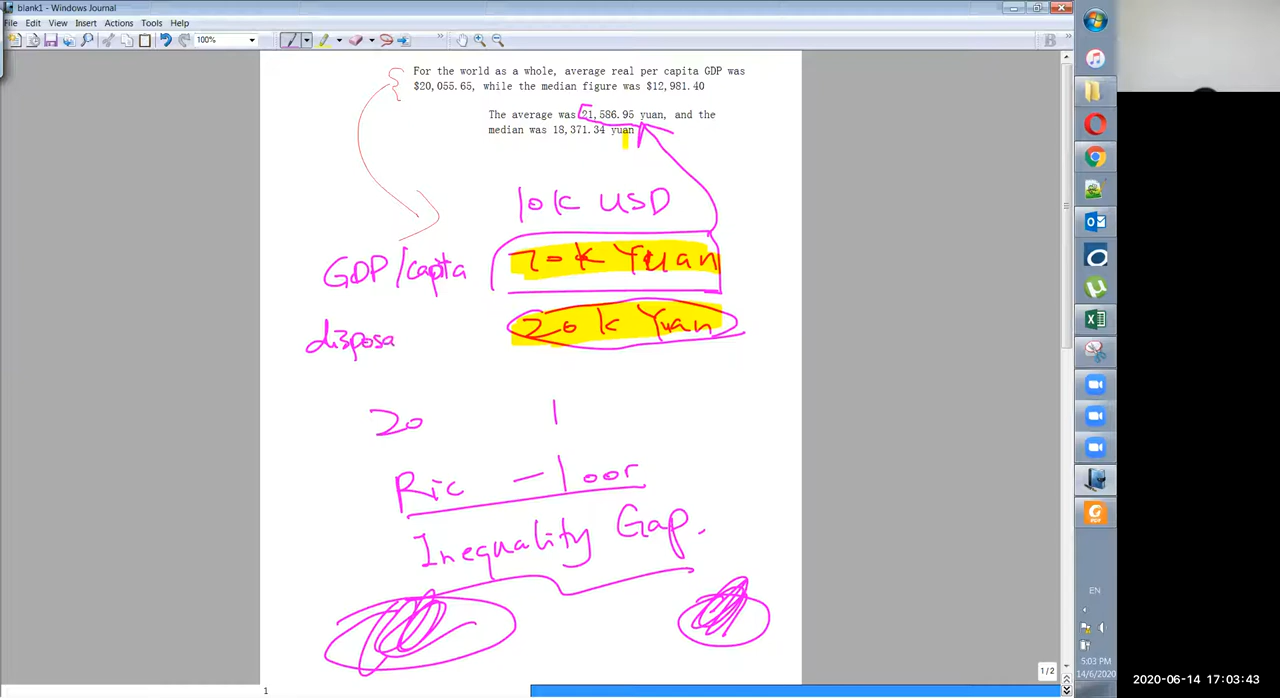 blank1 - Windows Journal
File Edit View Insert Actions Tools Help
100%
B
For the world as a whole, average real per capita GDP was
$20,055.65, while the median figure was $12,981.40
The average was 21,586.95 yuan, and the
median was 18,371.34 yuan
10K USD
GDP/capita 70K Yuan
disposa 20K Yuan
20 1
Ric - Poor
Inequality Gap.
EN
1/2
5:03 PM
14/6/2020
1
2020-06-14 17:03:43
PDF